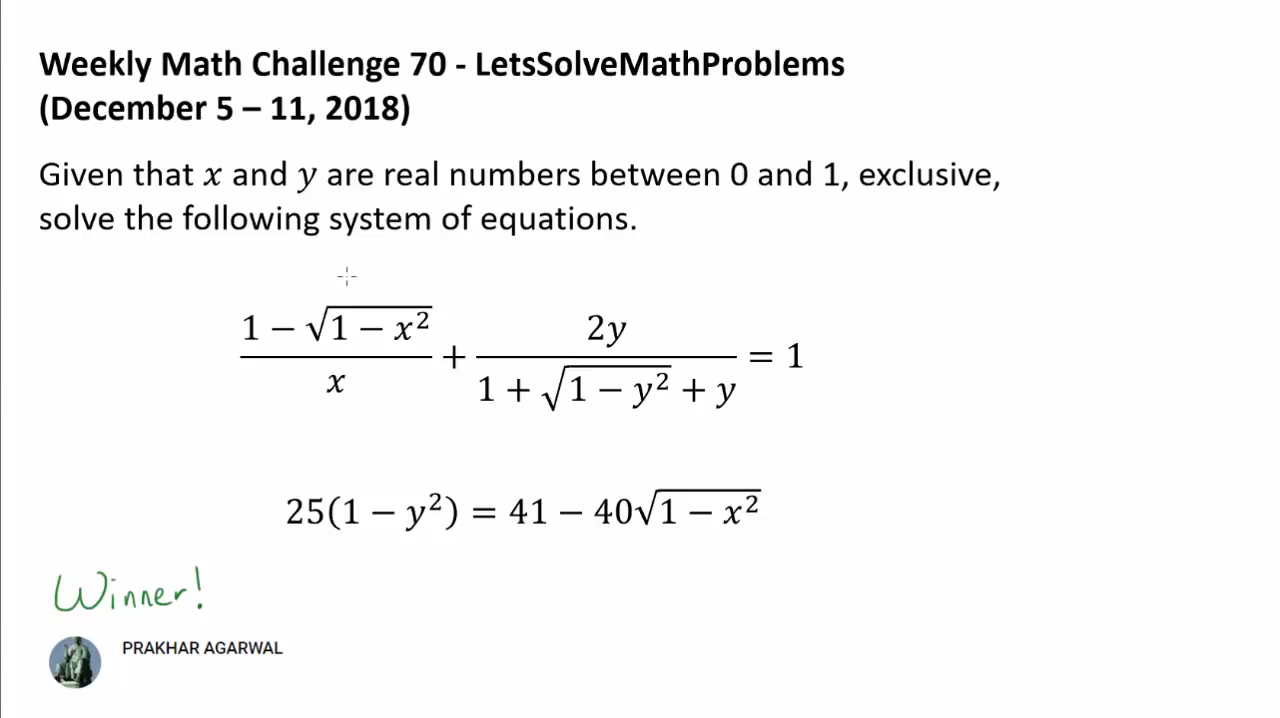 Weekly Math Challenge 70 - LetsSolveMathProblems
(December 5 – 11, 2018)
Given that x and y are real numbers between 0 and 1, exclusive,
solve the following system of equations.
(1 − √(1 − x²))/x + 2y/(1 + √(1 − y²) + y) = 1
25(1 − y²) = 41 − 40√(1 − x²)
Winner!
PRAKHAR AGARWAL